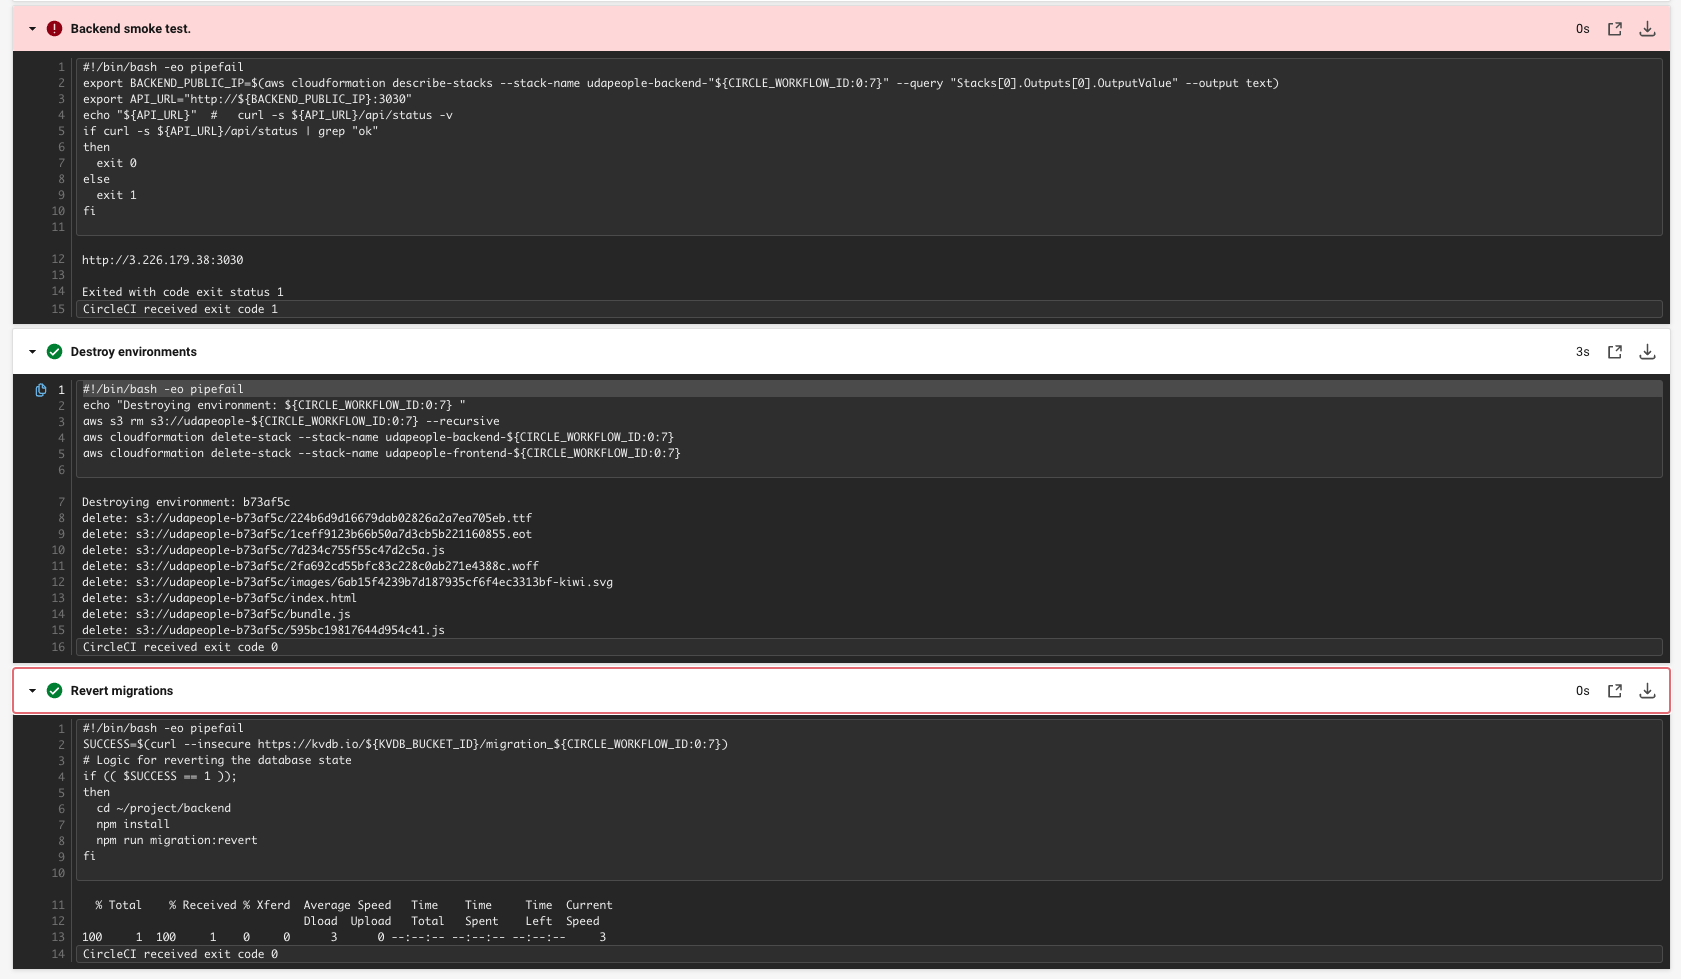 Backend smoke test.
0s
1 #!/bin/bash -eo pipefail
2 export BACKEND_PUBLIC_IP=$(aws cloudformation describe-stacks --stack-name udapeople-backend-"${CIRCLE_WORKFLOW_ID:0:7}" --query "Stacks[0].Outputs[0].OutputValue" --output text)
3 export API_URL="http://${BACKEND_PUBLIC_IP}:3030"
4 echo "${API_URL}"  #   curl -s ${API_URL}/api/status -v
5 if curl -s ${API_URL}/api/status | grep "ok"
6 then
7   exit 0
8 else
9   exit 1
10 fi
11
12 http://3.226.179.38:3030
13
14 Exited with code exit status 1
15 CircleCI received exit code 1
Destroy environments
3s
1 #!/bin/bash -eo pipefail
2 echo "Destroying environment: ${CIRCLE_WORKFLOW_ID:0:7} "
3 aws s3 rm s3://udapeople-${CIRCLE_WORKFLOW_ID:0:7} --recursive
4 aws cloudformation delete-stack --stack-name udapeople-backend-${CIRCLE_WORKFLOW_ID:0:7}
5 aws cloudformation delete-stack --stack-name udapeople-frontend-${CIRCLE_WORKFLOW_ID:0:7}
6
7 Destroying environment: b73af5c
8 delete: s3://udapeople-b73af5c/224b6d9d16679dab02826a2a7ea705eb.ttf
9 delete: s3://udapeople-b73af5c/1ceff9123b66b50a7d3cb5b221160855.eot
10 delete: s3://udapeople-b73af5c/7d234c755f55c47d2c5a.js
11 delete: s3://udapeople-b73af5c/2fa692cd55bfc83c228c0ab271e4388c.woff
12 delete: s3://udapeople-b73af5c/images/6ab15f4239b7d187935cf6f4ec3313bf-kiwi.svg
13 delete: s3://udapeople-b73af5c/index.html
14 delete: s3://udapeople-b73af5c/bundle.js
15 delete: s3://udapeople-b73af5c/595bc19817644d954c41.js
16 CircleCI received exit code 0
Revert migrations
0s
1 #!/bin/bash -eo pipefail
2 SUCCESS=$(curl --insecure https://kvdb.io/${KVDB_BUCKET_ID}/migration_${CIRCLE_WORKFLOW_ID:0:7})
3 # Logic for reverting the database state
4 if (( $SUCCESS == 1 ));
5 then
6   cd ~/project/backend
7   npm install
8   npm run migration:revert
9 fi
10
11   % Total    % Received % Xferd  Average Speed   Time    Time     Time  Current
12                                  Dload  Upload   Total   Spent    Left  Speed
13 100     1  100     1    0     0      3      0 --:--:-- --:--:-- --:--:--     3
14 CircleCI received exit code 0